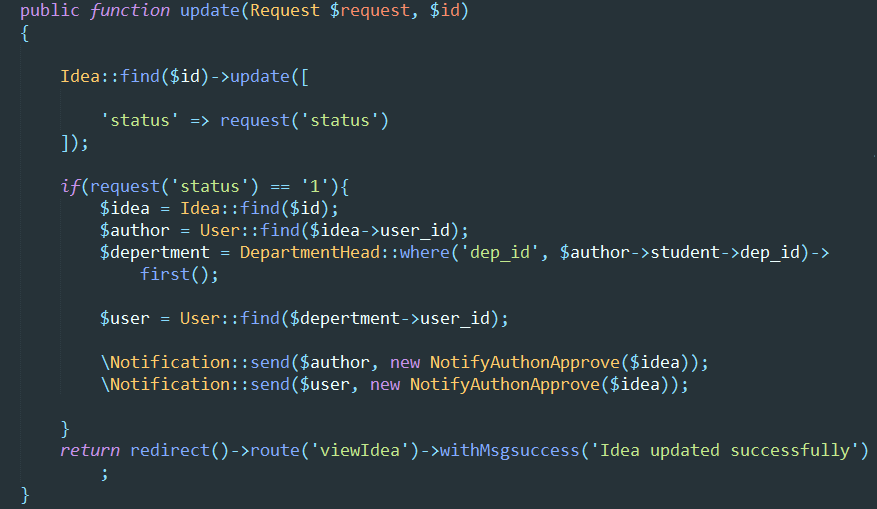 public function update(Request $request, $id)
{
Idea::find($id)->update([
'status' => request('status')
]);
if(request('status') == '1'){
$idea = Idea::find($id);
$author = User::find($idea->user_id);
$depertment = DepartmentHead::where('dep_id', $author->student->dep_id)->
first();
$user = User::find($depertment->user_id);
\Notification::send($author, new NotifyAuthonApprove($idea));
\Notification::send($user, new NotifyAuthonApprove($idea));
}
return redirect()->route('viewIdea')->withMsgsuccess('Idea updated successfully')
;
}